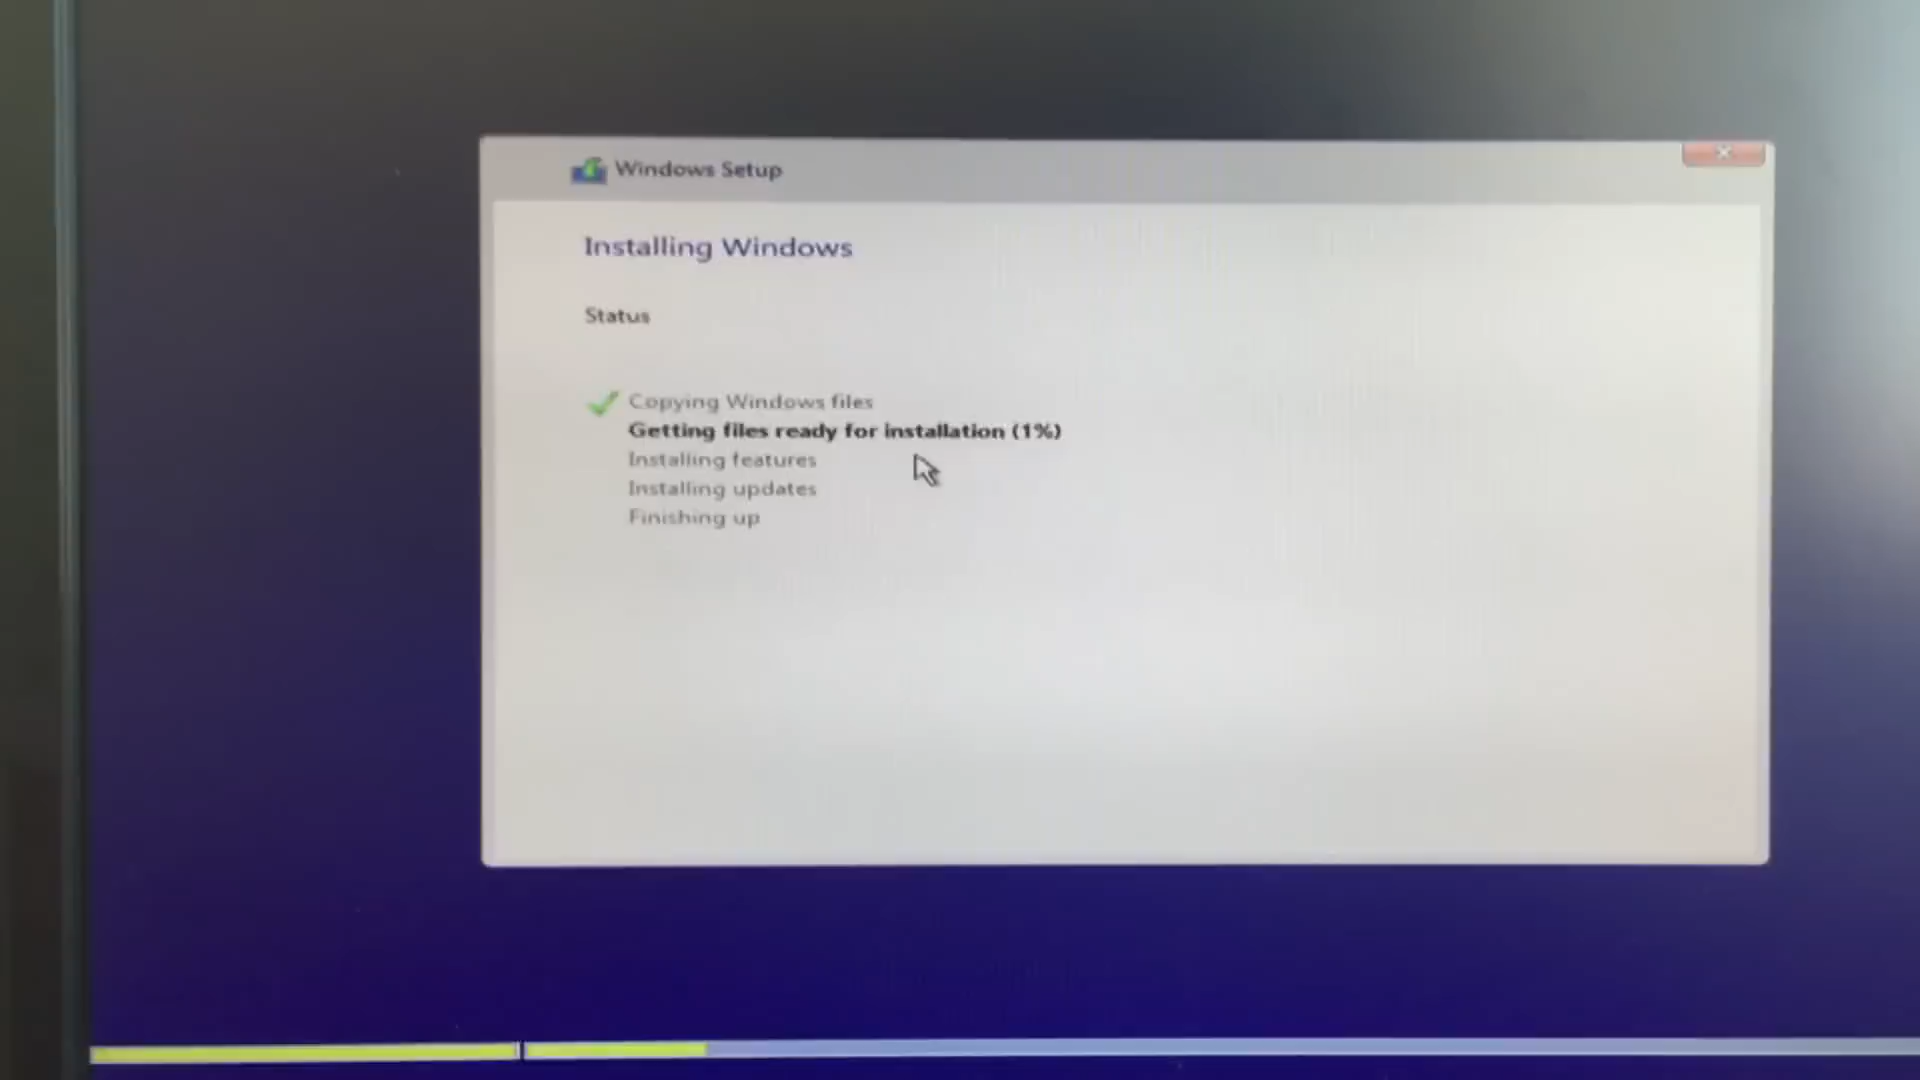 Windows Setup
Installing Windows
Status
Copying Windows files
Getting files ready for installation (1%)
Installing features
Installing updates
Finishing up